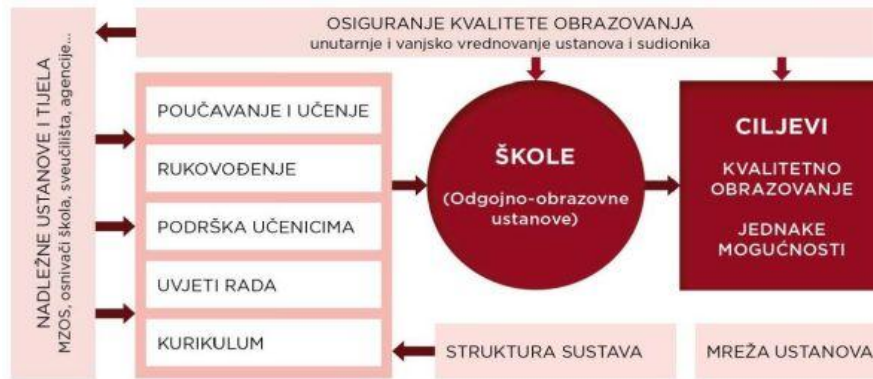 OSIGURANJE KVALITETE OBRAZOVANJA
unutarnje i vanjsko vrednovanje ustanova i sudionika
NADLEŽNE USTANOVE I TIJELA
MZOS, osnivači škola, sveučilišta, agencije...
POUČAVANJE I UČENJE
RUKOVOĐENJE
PODRŠKA UČENICIMA
UVJETI RADA
KURIKULUM
ŠKOLE
(Odgojno-obrazovne
ustanove)
CILJEVI
KVALITETNO
OBRAZOVANJE
JEDNAKE
MOGUĆNOSTI
STRUKTURA SUSTAVA
MREŽA USTANOVA